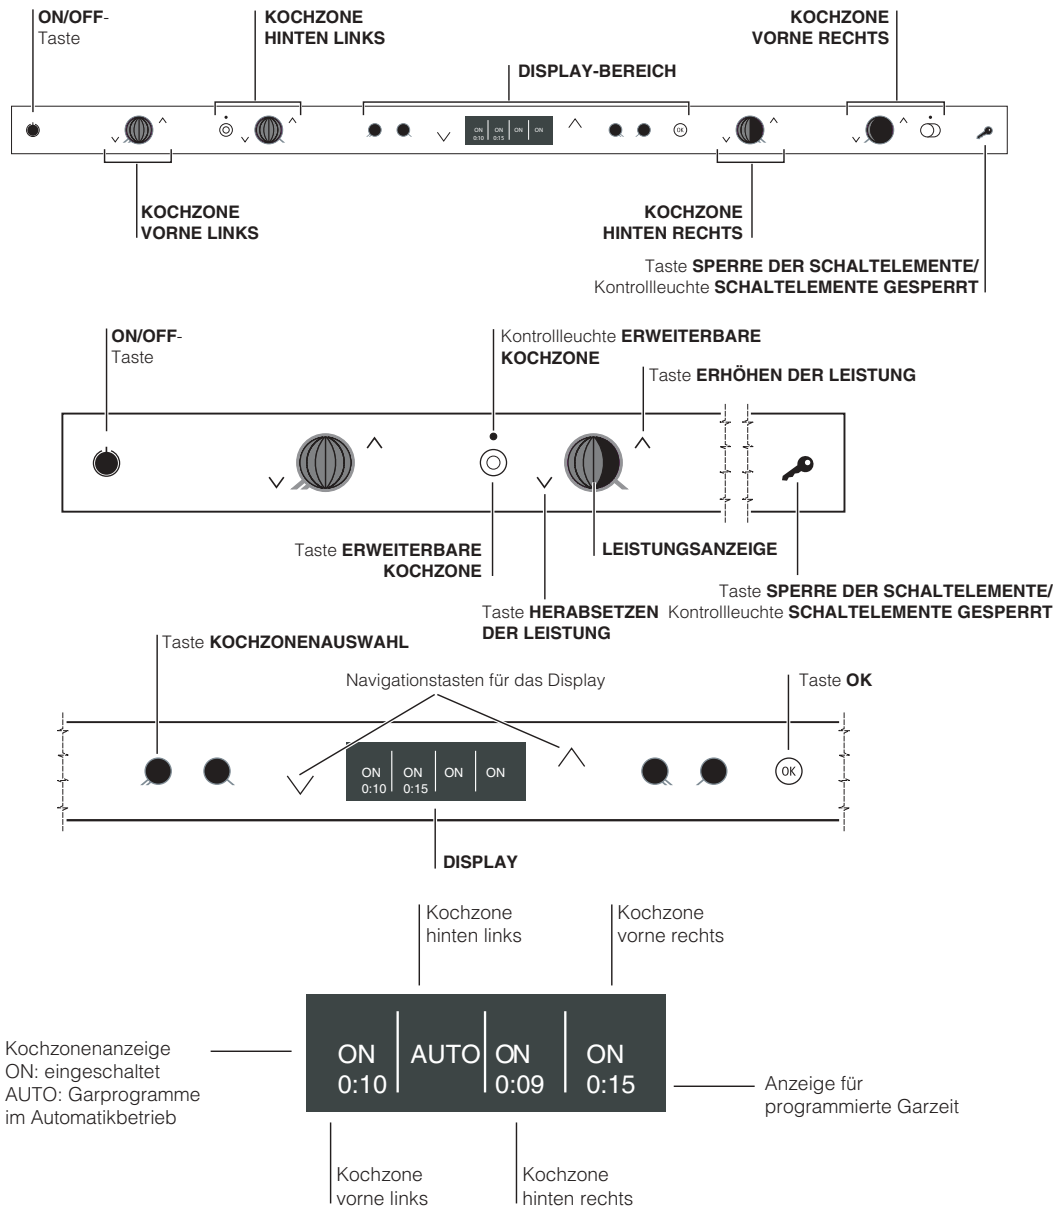 ON/OFF-
Taste
KOCHZONE
HINTEN LINKS
KOCHZONE
VORNE RECHTS
DISPLAY-BEREICH
ON ON ON ON
0:10 0:15
OK
KOCHZONE
VORNE LINKS
KOCHZONE
HINTEN RECHTS
Taste SPERRE DER SCHALTELEMENTE/
Kontrollleuchte SCHALTELEMENTE GESPERRT
ON/OFF-
Taste
Kontrollleuchte ERWEITERBARE
KOCHZONE
Taste ERHÖHEN DER LEISTUNG
Taste ERWEITERBARE
KOCHZONE
LEISTUNGSANZEIGE
Taste HERABSETZEN
DER LEISTUNG
Taste SPERRE DER SCHALTELEMENTE/
Kontrollleuchte SCHALTELEMENTE GESPERRT
Taste KOCHZONENAUSWAHL
Navigationstasten für das Display
Taste OK
ON ON ON ON
0:10 0:15
OK
DISPLAY
Kochzone
hinten links
Kochzone
vorne rechts
Kochzonenanzeige
ON: eingeschaltet
AUTO: Garprogramme
im Automatikbetrieb
ON AUTO ON ON
0:10 0:09 0:15
Anzeige für
programmierte Garzeit
Kochzone
vorne links
Kochzone
hinten rechts